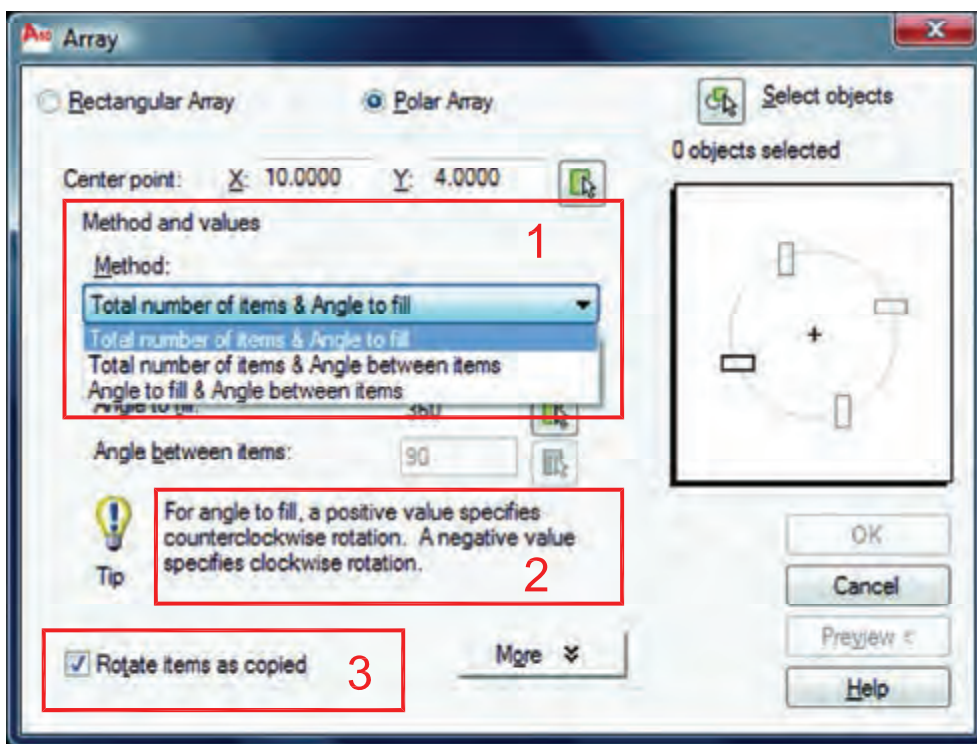 Array
Rectangular Array
Polar Array
Select objects
0 objects selected
Center point: X: 10.0000 Y: 4.0000
Method and values
1
Method:
Total number of items & Angle to fill
Total number of items & Angle to fill
Total number of items & Angle between items
Angle to fill & Angle between items
Angle to fill: 360
Angle between items: 90
For angle to fill, a positive value specifies
counterclockwise rotation. A negative value
specifies clockwise rotation.
Tip
2
OK
Cancel
Preview <
Help
Rotate items as copied
3
More